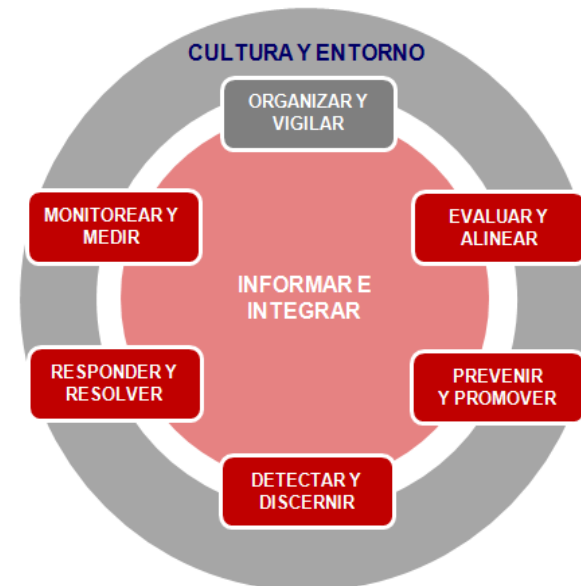 CULTURA Y ENTORNO
ORGANIZAR Y
VIGILAR
MONITOREAR Y
MEDIR
EVALUAR Y
ALINEAR
INFORMAR E
INTEGRAR
RESPONDER Y
RESOLVER
PREVENIR
Y PROMOVER
DETECTAR Y
DISCERNIR